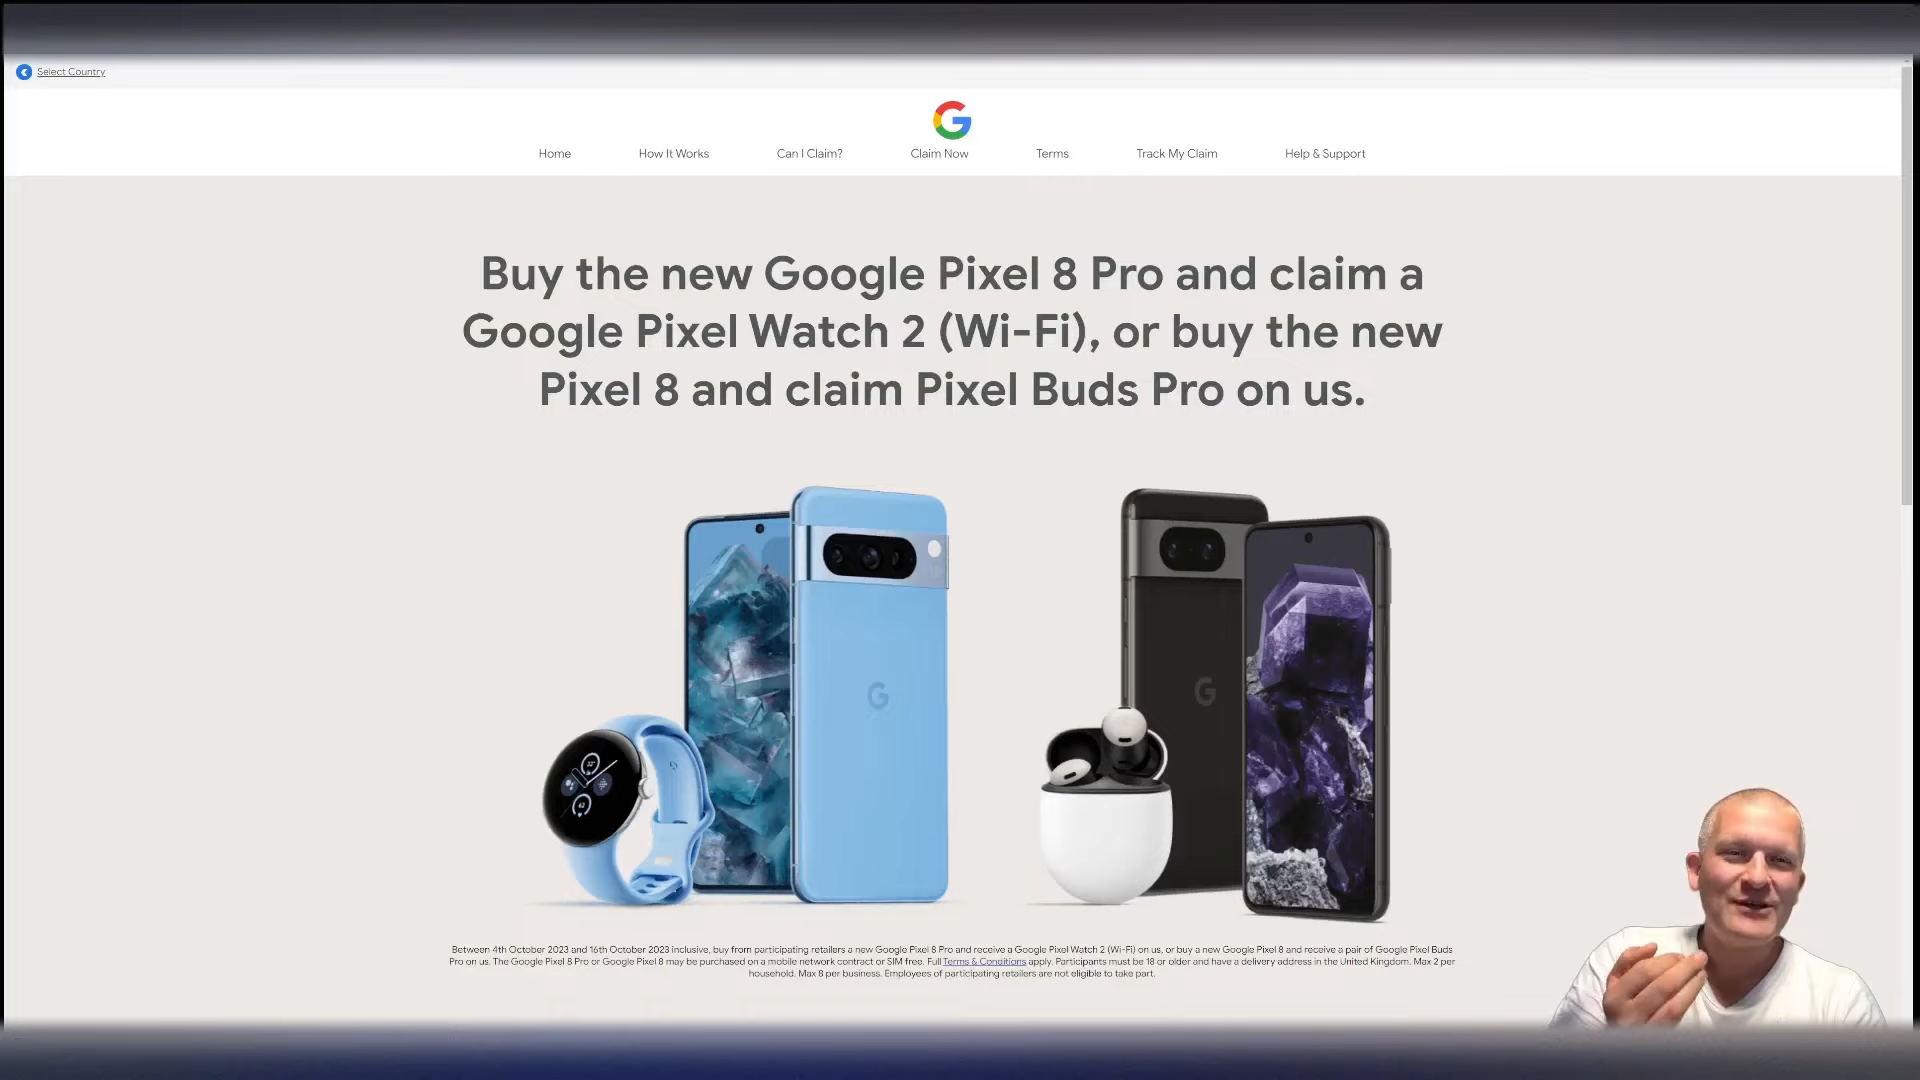 Select Country
Home How It Works Can I Claim? Claim Now Terms Track My Claim Help & Support
Buy the new Google Pixel 8 Pro and claim a
Google Pixel Watch 2 (Wi-Fi), or buy the new
Pixel 8 and claim Pixel Buds Pro on us.
Between 4th October 2023 and 16th October 2023 inclusive, buy from participating retailers a new Google Pixel 8 Pro and receive a Google Pixel Watch 2 (Wi-Fi) on us, or buy a new Google Pixel 8 and receive a pair of Google Pixel Buds
Pro on us. The Google Pixel 8 Pro or Google Pixel 8 may be purchased on a mobile network contract or SIM free. Full Terms & Conditions apply. Participants must be 18 or older and have a delivery address in the United Kingdom. Max 2 per
household. Max 8 per business. Employees of participating retailers are not eligible to take part.